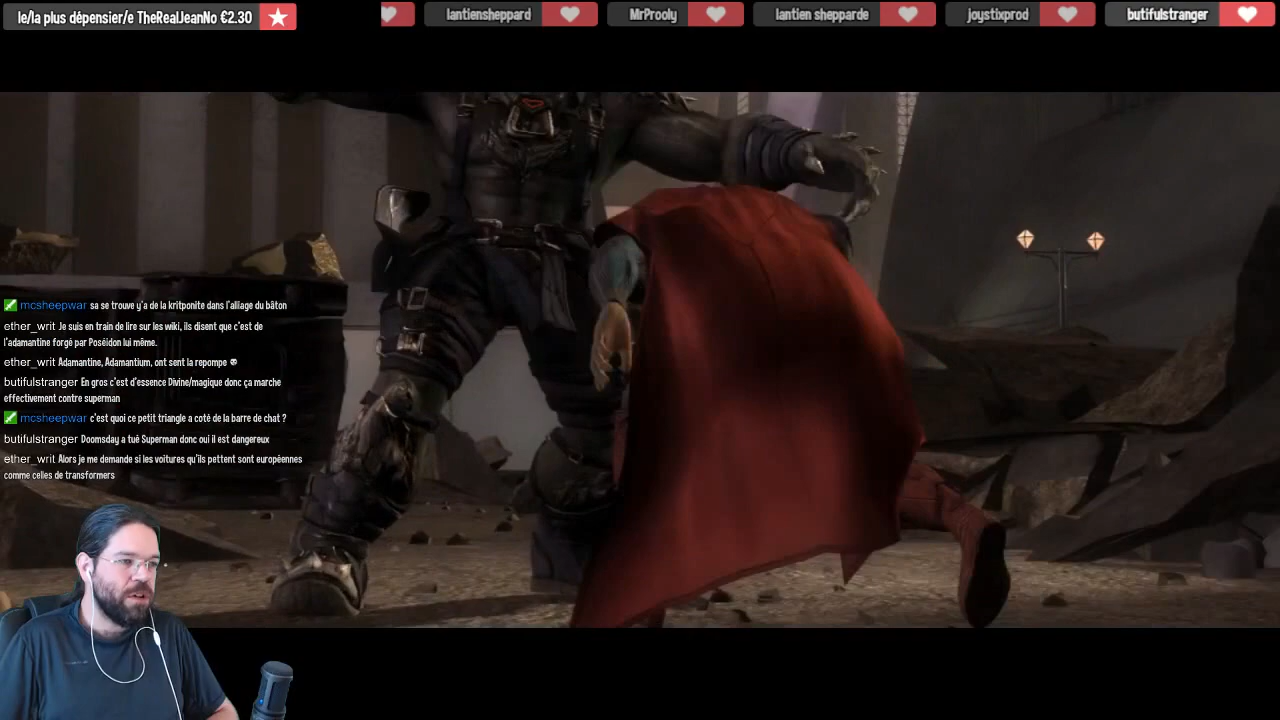 le/la plus dépensier/e TheRealJeanNo €2.30
lantiensheppard
MrProoly
lantien shepparde
joystixprod
butifulstranger
mcsheepwar sa se trouve y'a de la kritponite dans l'alliage du bâton
ether_writ Je suis en train de lire sur les wiki, ils disent que c'est de
l'adamantine forgé par Poséidon lui même.
ether_writ Adamantine, Adamantium, ont sent la repompe 💀
butifulstranger En gros c'est d'essence Divine/magique donc ça marche
effectivement contre superman
mcsheepwar c'est quoi ce petit triangle a coté de la barre de chat ?
butifulstranger Doomsday a tuè Superman donc oui il est dangereux
ether_writ Alors je me demande si les voitures qu'ils pettent sont europèennes
comme celles de transformers